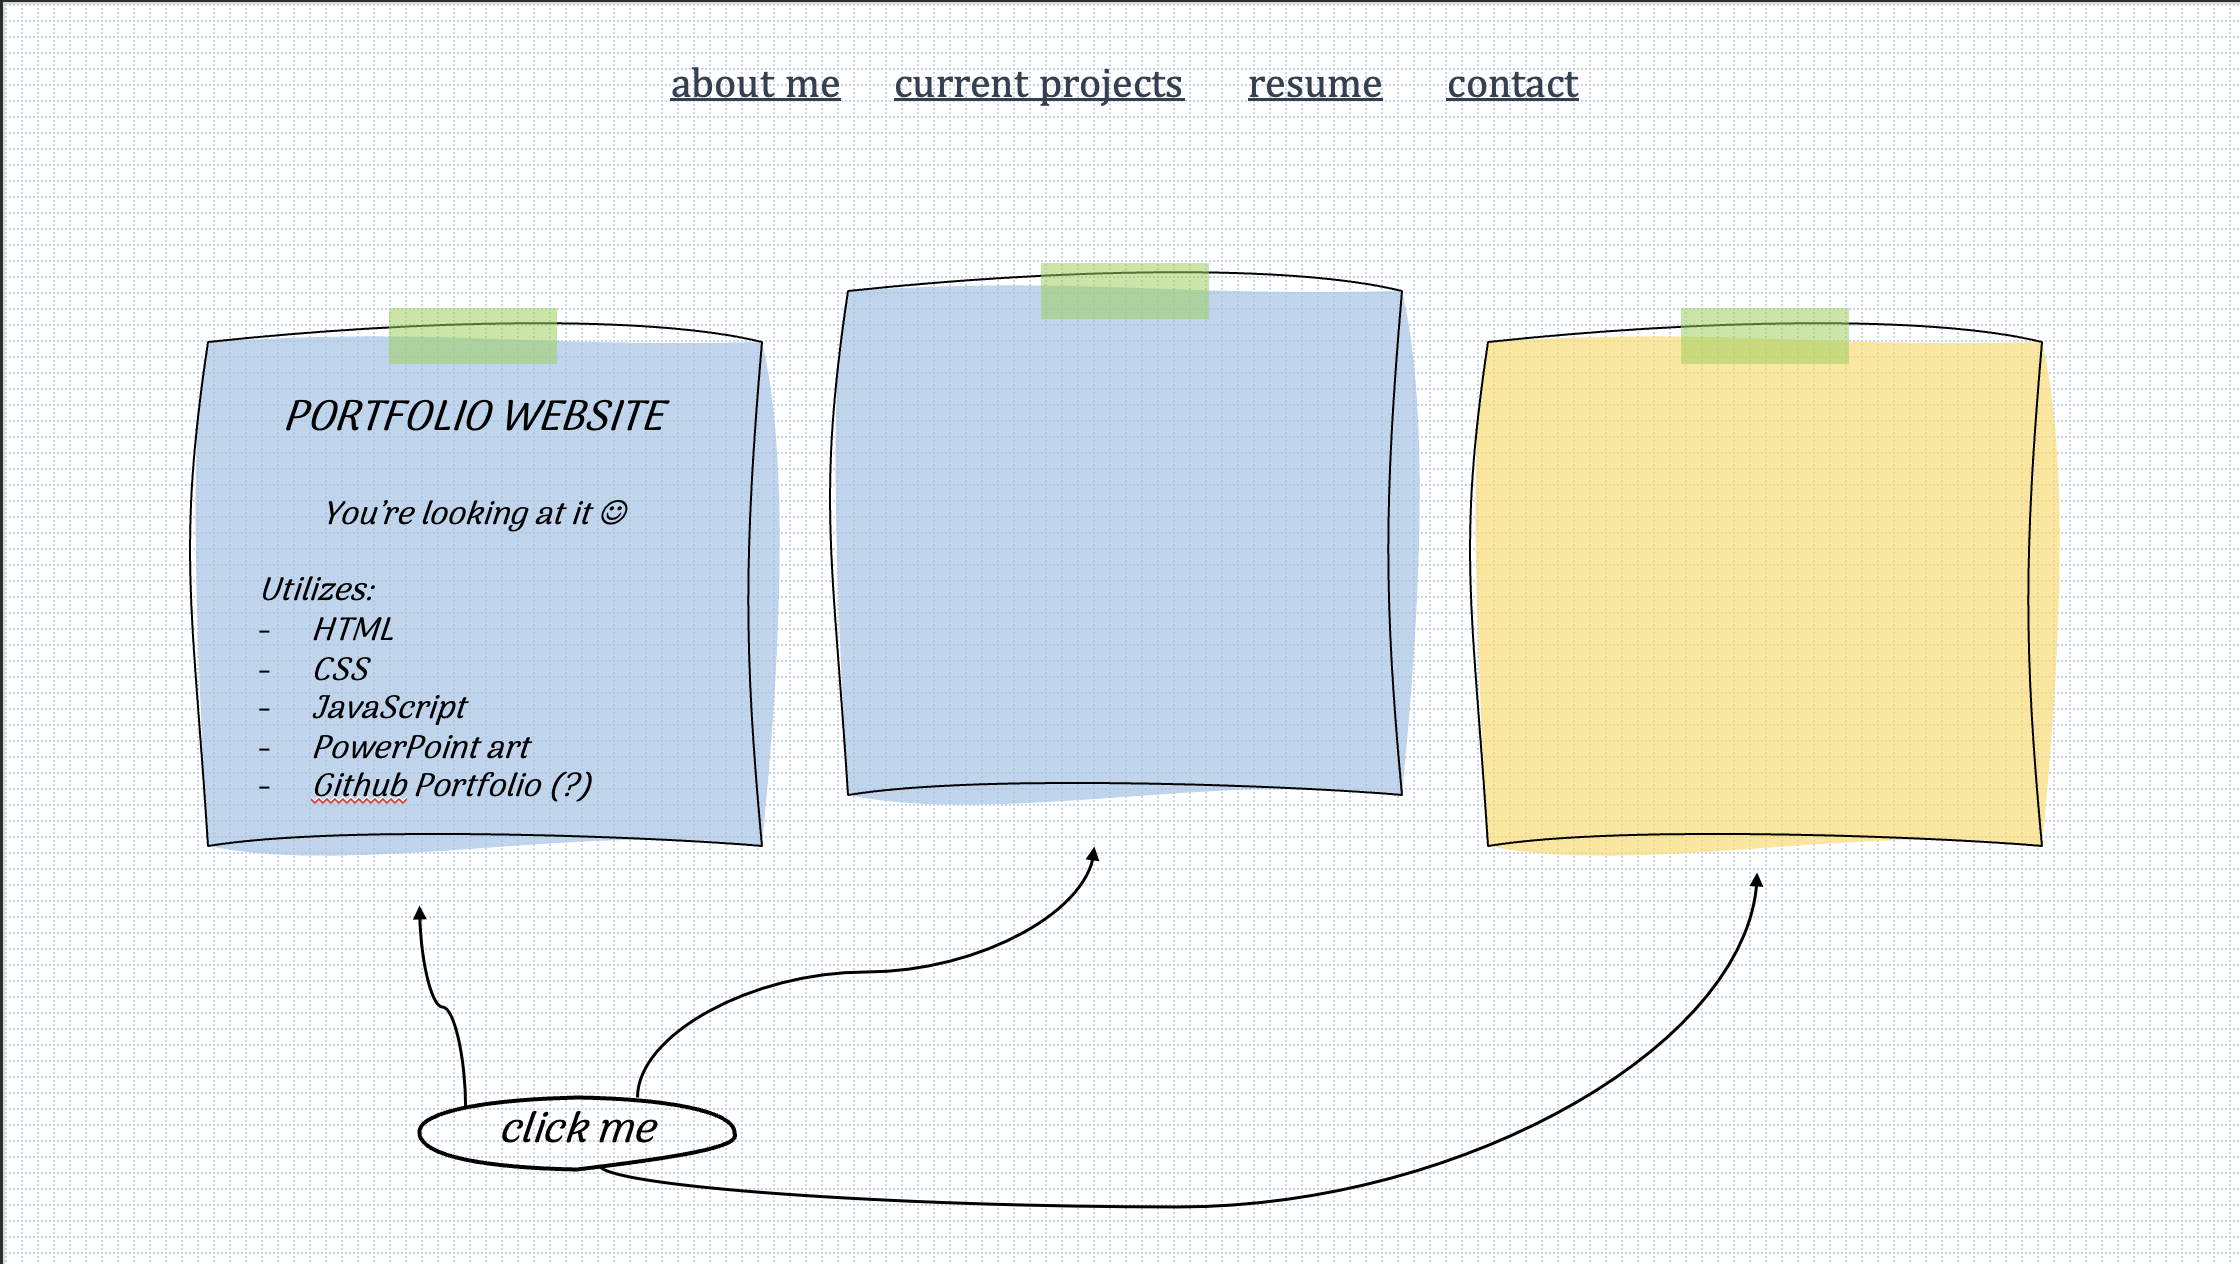 about me current projects resume contact
PORTFOLIO WEBSITE
You’re looking at it ☺
Utilizes:
- HTML
- CSS
- JavaScript
- PowerPoint art
- Github Portfolio (?)
click me